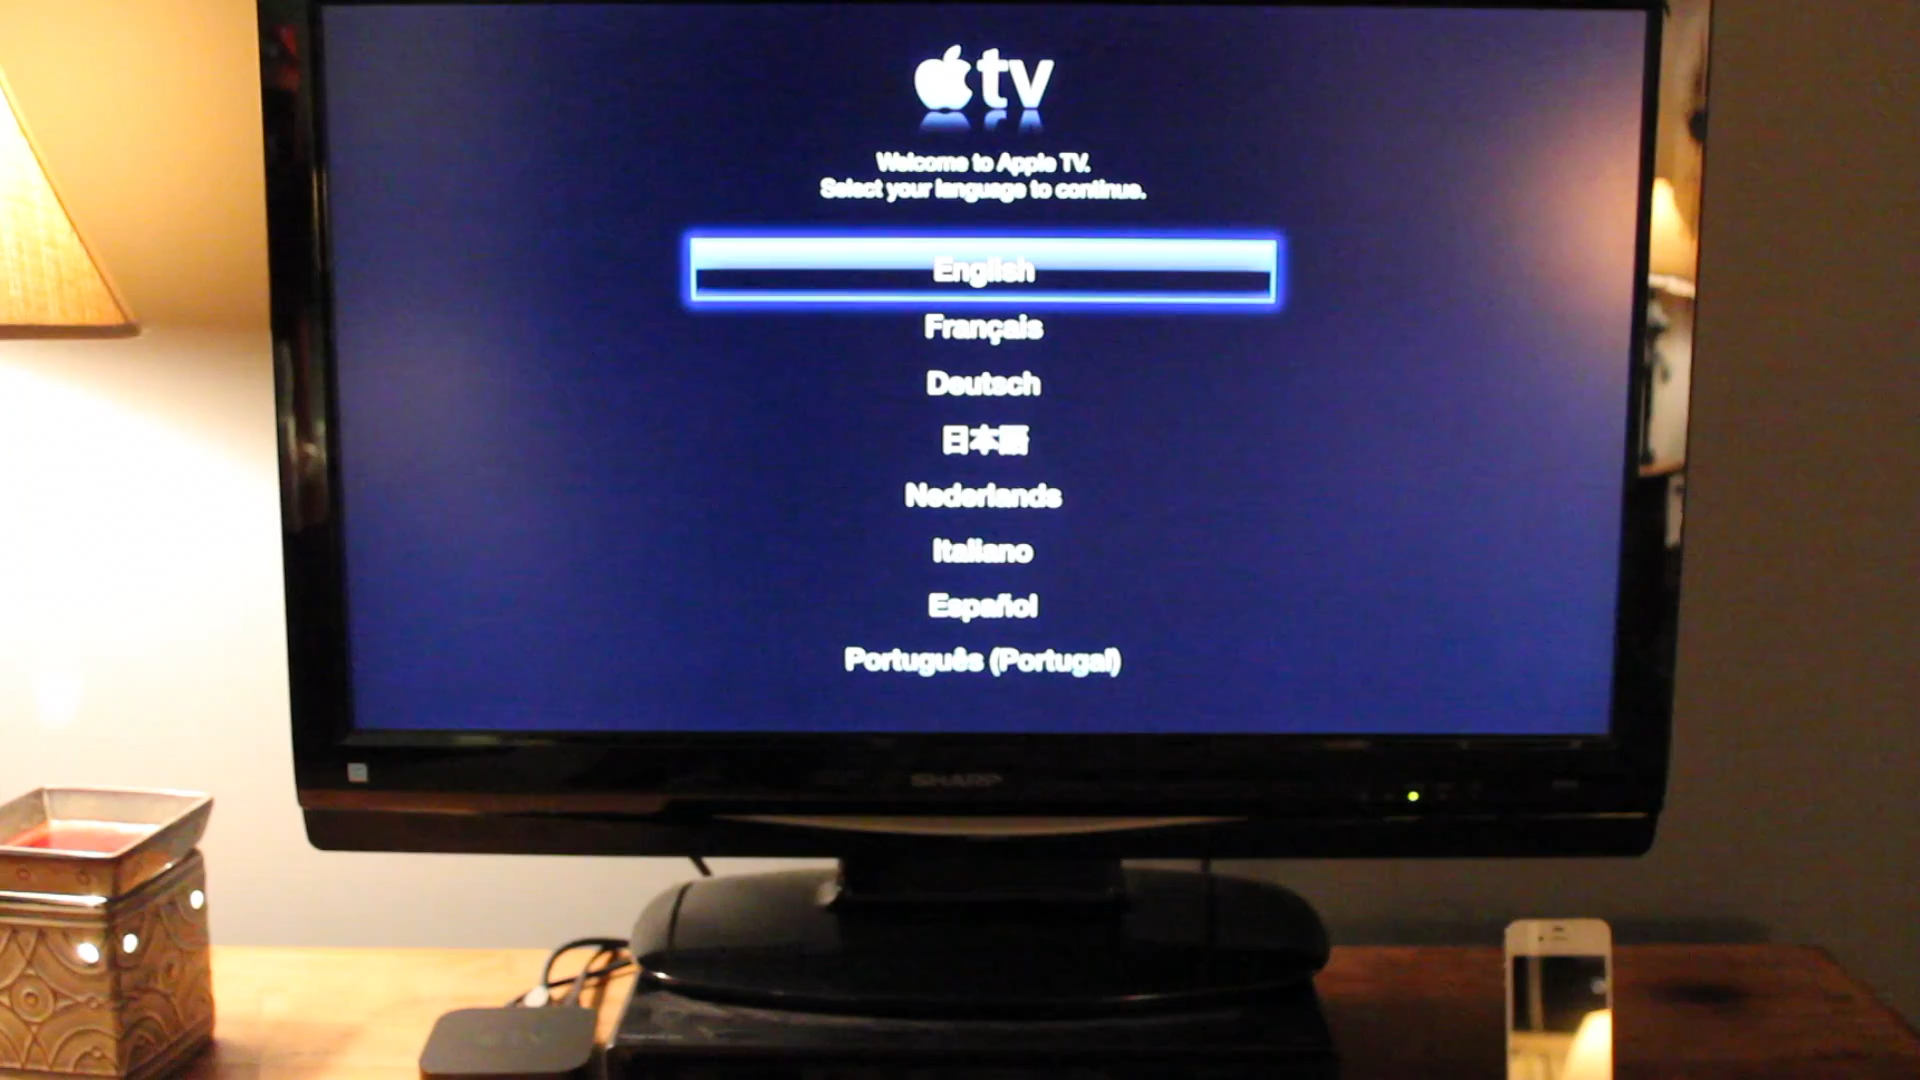 tv
Welcome to Apple TV.
Select your language to continue.
English
Français
Deutsch
日本語
Nederlands
Italiano
Español
Português (Portugal)
SHARP